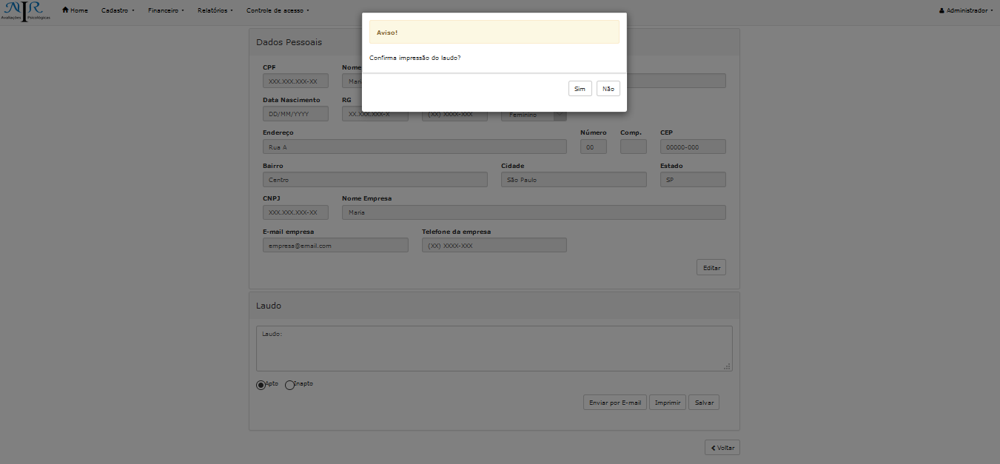 NIR
Avaliações Psicológicas
Home Cadastro Financeiro Relatórios Controle de acesso Administrador
Aviso!
Confirma impressão do laudo?
Sim Não
Dados Pessoais
CPF Nome
XXX.XXX.XXX-XX Mari
Data Nascimento RG
DD/MM/YYYY XX.XXX.XXX-X (XX) XXXX-XXX Feminino
Endereço Número Comp. CEP
Rua A 00 00000-000
Bairro Cidade Estado
Centro São Paulo SP
CNPJ Nome Empresa
XXX.XXX.XXX-XX Maria
E-mail empresa Telefone da empresa
empresa@email.com (XX) XXXX-XXX
Editar
Laudo
Laudo:
Apto Inapto
Enviar por E-mail Imprimir Salvar
Voltar